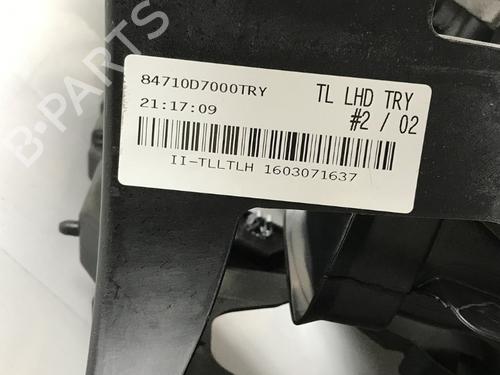 B-PARTS
84710D7000TRY TL LHD TRY
21:17:09 #2 / 02
II-TLLTLH 1603071637